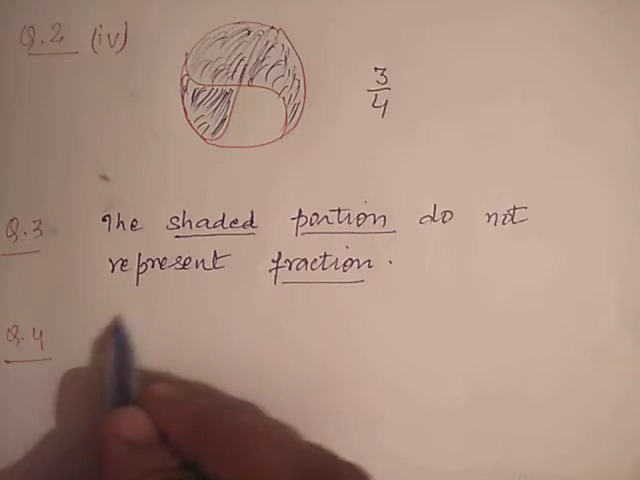 Q.2 (iv)
3
4
Q.3 The shaded portion do not
represent fraction.
Q.4